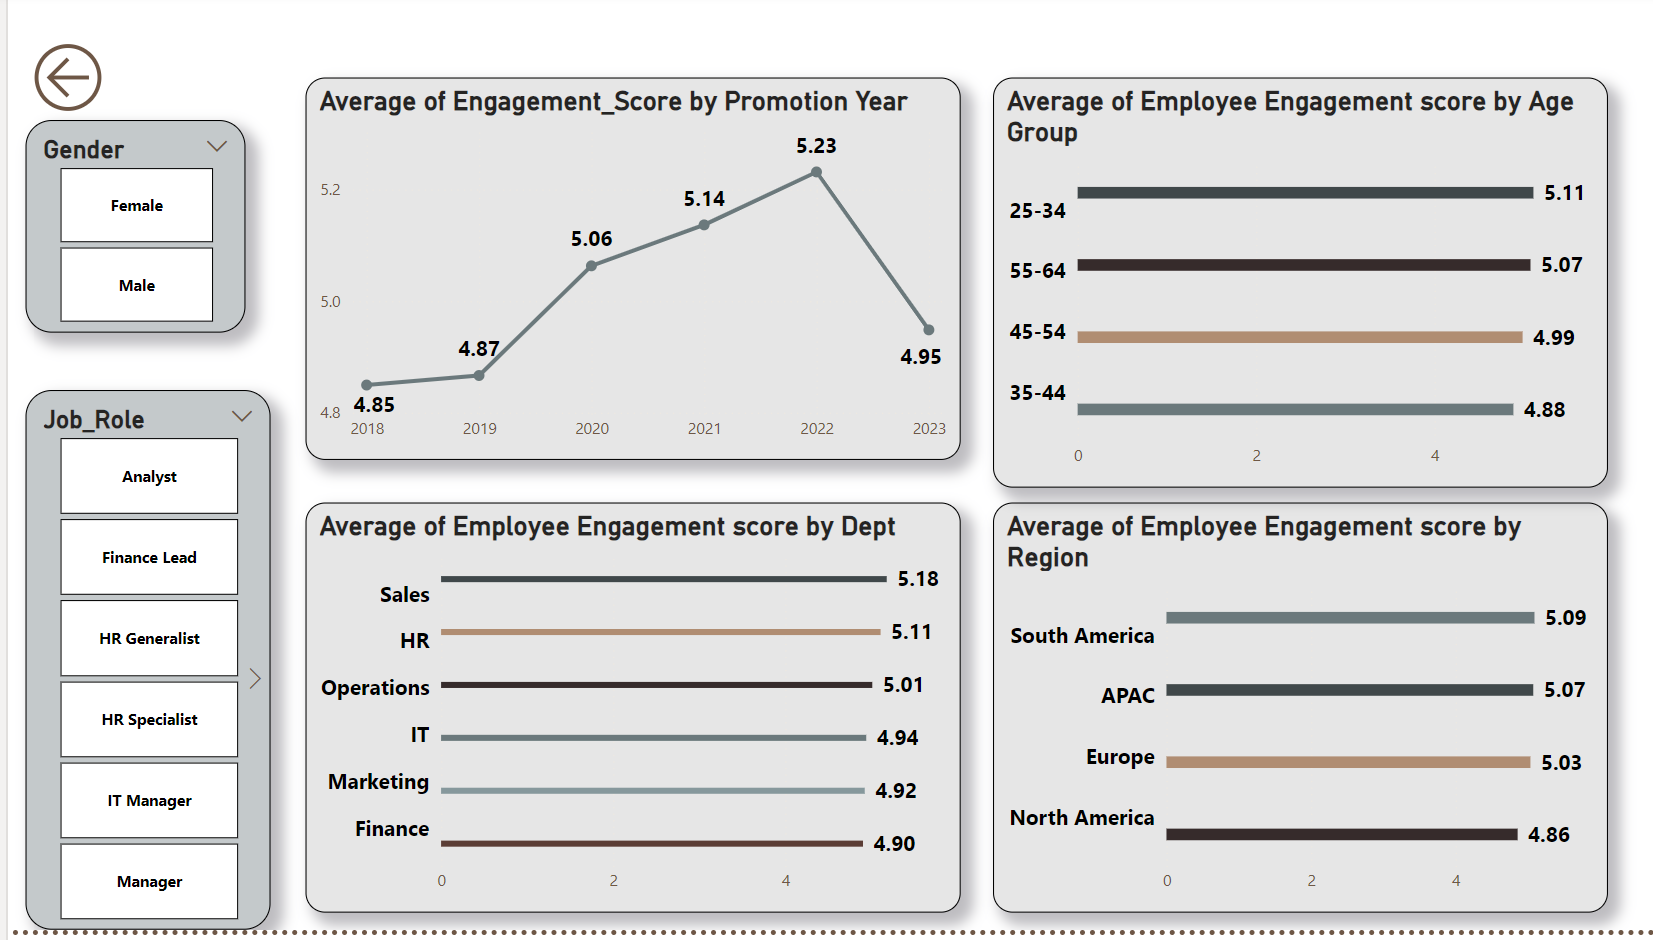 Gender
Female
Male
Job_Role
Analyst
Finance Lead
HR Generalist
HR Specialist
IT Manager
Manager
Average of Engagement_Score by Promotion Year
5.2
5.0
4.8
4.85
4.87
5.06
5.14
5.23
4.95
2018
2019
2020
2021
2022
2023
Average of Employee Engagement score by Age
Group
25-34
5.11
55-64
5.07
45-54
4.99
35-44
4.88
0
2
4
Average of Employee Engagement score by Dept
Sales
5.18
HR
5.11
Operations
5.01
IT
4.94
Marketing
4.92
Finance
4.90
0
2
4
Average of Employee Engagement score by
Region
South America
5.09
APAC
5.07
Europe
5.03
North America
4.86
0
2
4